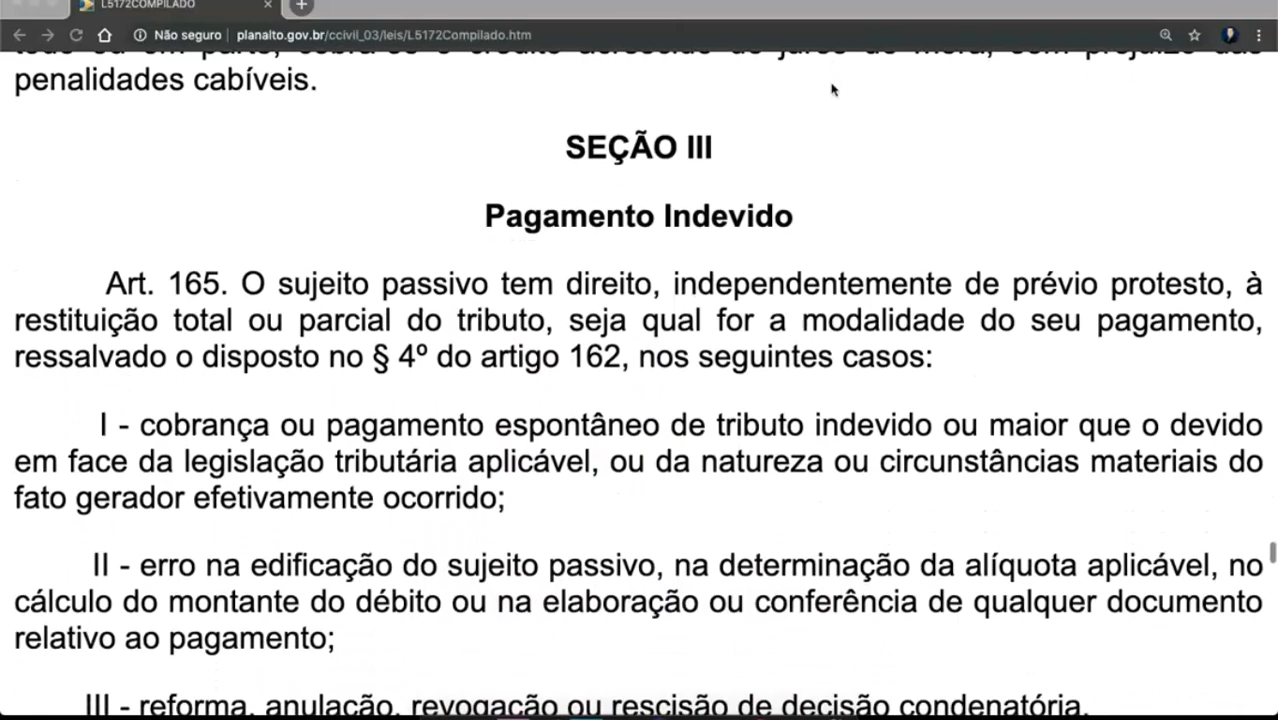 L5172COMPILADO
Não seguro
planalto.gov.br/ccivil_03/leis/L5172Compilado.htm
penalidades cabíveis.
SEÇÃO III
Pagamento Indevido
Art. 165. O sujeito passivo tem direito, independentemente de prévio protesto, à
restituição total ou parcial do tributo, seja qual for a modalidade do seu pagamento,
ressalvado o disposto no § 4º do artigo 162, nos seguintes casos:
I - cobrança ou pagamento espontâneo de tributo indevido ou maior que o devido
em face da legislação tributária aplicável, ou da natureza ou circunstâncias materiais do
fato gerador efetivamente ocorrido;
II - erro na edificação do sujeito passivo, na determinação da alíquota aplicável, no
cálculo do montante do débito ou na elaboração ou conferência de qualquer documento
relativo ao pagamento;
III - reforma, anulação, revogação ou rescisão de decisão condenatória.